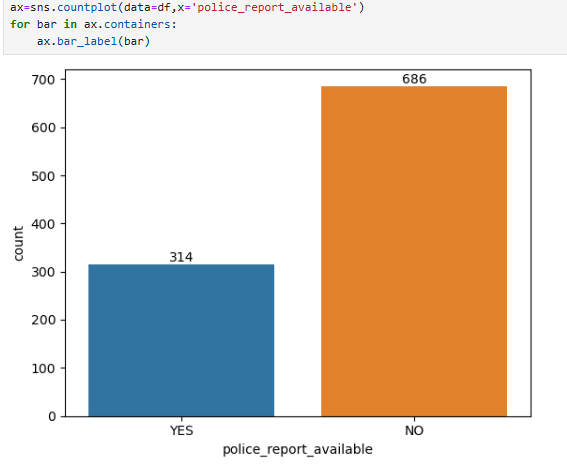 ax=sns.countplot(data=df,x='police_report_available')
for bar in ax.containers:
    ax.bar_label(bar)
700
686
600
500
400
count
314
300
200
100
0
YES NO
police_report_available